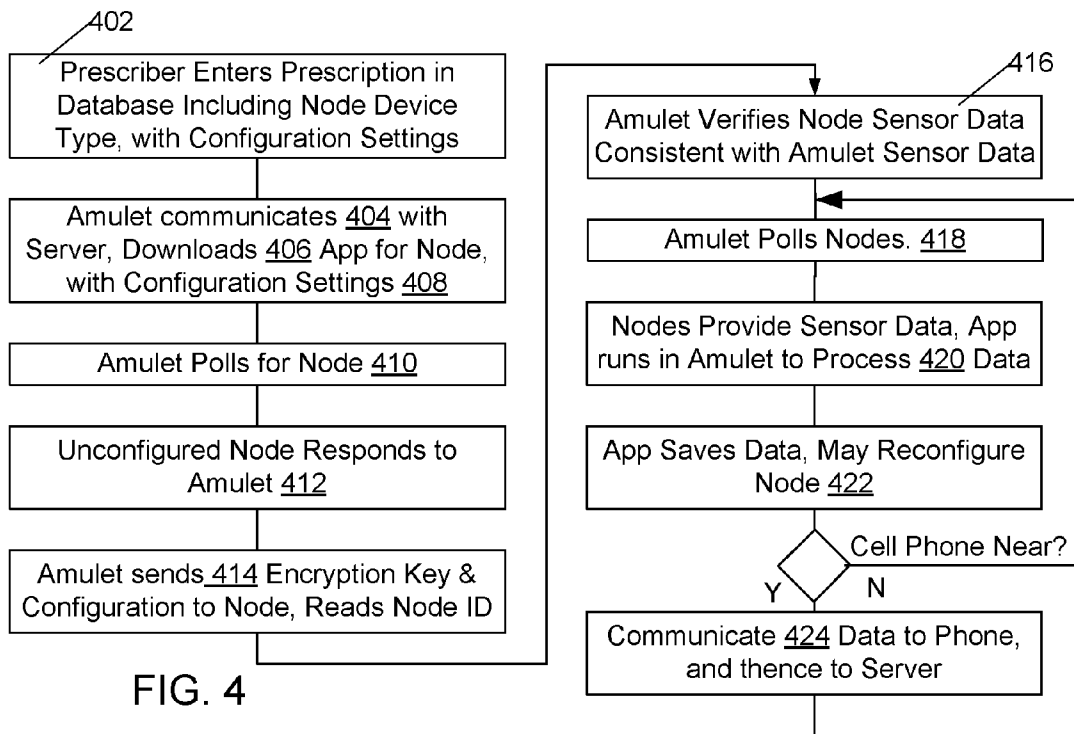 402
Prescriber Enters Prescription in
Database Including Node Device
Type, with Configuration Settings
Amulet communicates 404 with
Server, Downloads 406 App for Node,
with Configuration Settings 408
Amulet Polls for Node 410
Unconfigured Node Responds to
Amulet 412
Amulet sends 414 Encryption Key &
Configuration to Node, Reads Node ID
FIG. 4
416
Amulet Verifies Node Sensor Data
Consistent with Amulet Sensor Data
Amulet Polls Nodes. 418
Nodes Provide Sensor Data, App
runs in Amulet to Process 420 Data
App Saves Data, May Reconfigure
Node 422
Cell Phone Near?
Y N
Communicate 424 Data to Phone,
and thence to Server